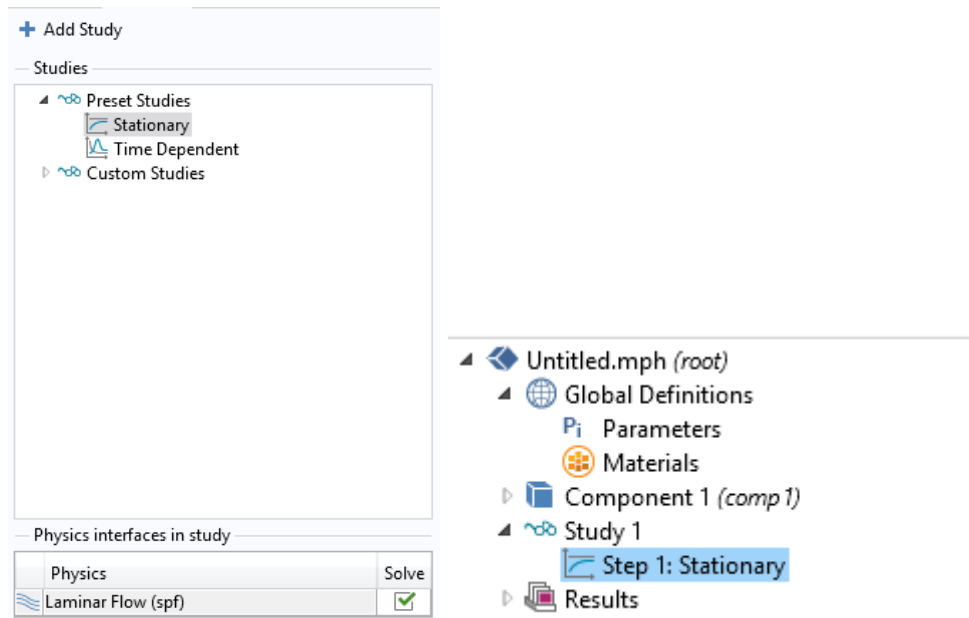 Add Study
Studies
Preset Studies
Stationary
Time Dependent
Custom Studies
Physics interfaces in study
Physics Solve
Laminar Flow (spf)
Untitled.mph (root)
Global Definitions
Pi Parameters
Materials
Component 1 (comp1)
Study 1
Step 1: Stationary
Results